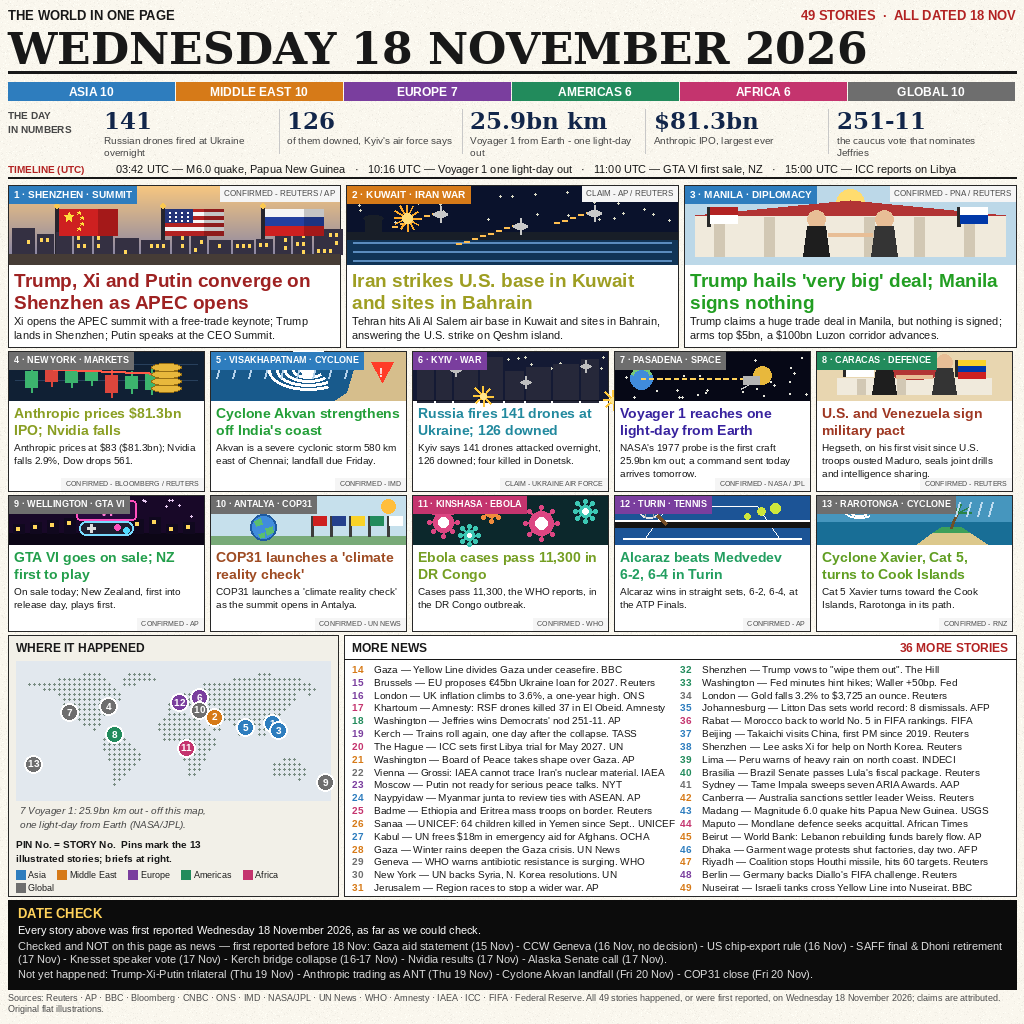 THE WORLD IN ONE PAGE
49 STORIES · ALL DATED 18 NOV
WEDNESDAY 18 NOVEMBER 2026
ASIA 10
MIDDLE EAST 10
EUROPE 7
AMERICAS 6
AFRICA 6
GLOBAL 10
THE DAY
IN NUMBERS
141
Russian drones fired at Ukraine
overnight
126
of them downed, Kyiv's air force says
25.9bn km
Voyager 1 from Earth - one light-day
out
$81.3bn
Anthropic IPO, largest ever
251-11
the caucus vote that nominates
Jeffries
TIMELINE (UTC)
03:42 UTC — M6.0 quake, Papua New Guinea · 10:16 UTC — Voyager 1 one light-day out · 11:00 UTC — GTA VI first sale, NZ · 15:00 UTC — ICC reports on Libya
1 · SHENZHEN · SUMMIT
CONFIRMED - REUTERS / AP
Trump, Xi and Putin converge on
Shenzhen as APEC opens
Xi opens the APEC summit with a free-trade keynote; Trump
lands in Shenzhen; Putin speaks at the CEO Summit.
2 · KUWAIT · IRAN WAR
CLAIM - AP / REUTERS
Iran strikes U.S. base in Kuwait
and sites in Bahrain
Tehran hits Ali Al Salem air base in Kuwait and sites in Bahrain,
answering the U.S. strike on Qeshm island.
3 · MANILA · DIPLOMACY
CONFIRMED - PNA / REUTERS
Trump hails 'very big' deal; Manila
signs nothing
Trump claims a huge trade deal in Manila, but nothing is signed;
arms top $5bn, a $100bn Luzon corridor advances.
4 · NEW YORK · MARKETS
Anthropic prices $81.3bn
IPO; Nvidia falls
Anthropic prices at $83 ($81.3bn); Nvidia
falls 2.9%, Dow drops 561.
CONFIRMED - BLOOMBERG / REUTERS
5 · VISAKHAPATNAM · CYCLONE
!
Cyclone Akvan strengthens
off India's coast
Akvan is a severe cyclonic storm 580 km
east of Chennai; landfall due Friday.
CONFIRMED - IMD
6 · KYIV · WAR
Russia fires 141 drones at
Ukraine; 126 downed
Kyiv says 141 drones attacked overnight,
126 downed; four killed in Donetsk.
CLAIM - UKRAINE AIR FORCE
7 · PASADENA · SPACE
Voyager 1 reaches one
light-day from Earth
NASA's 1977 probe is the first craft
25.9bn km out; a command sent today
arrives tomorrow.
CONFIRMED - NASA / JPL
8 · CARACAS · DEFENCE
U.S. and Venezuela sign
military pact
Hegseth, on his first visit since U.S.
troops ousted Maduro, seals joint drills
and intelligence sharing.
CONFIRMED - REUTERS
9 · WELLINGTON · GTA VI
GTA VI goes on sale; NZ
first to play
On sale today; New Zealand, first into
release day, plays first.
CONFIRMED - AP
10 · ANTALYA · COP31
COP31 launches a 'climate
reality check'
COP31 launches a 'climate reality check'
as the summit opens in Antalya.
CONFIRMED - UN NEWS
11 · KINSHASA · EBOLA
Ebola cases pass 11,300 in
DR Congo
Cases pass 11,300, the WHO reports, in
the DR Congo outbreak.
CONFIRMED - WHO
12 · TURIN · TENNIS
Alcaraz beats Medvedev
6-2, 6-4 in Turin
Alcaraz wins in straight sets, 6-2, 6-4, at
the ATP Finals.
CONFIRMED - AP
13 · RAROTONGA · CYCLONE
Cyclone Xavier, Cat 5,
turns to Cook Islands
Cat 5 Xavier turns toward the Cook
Islands, Rarotonga in its path.
CONFIRMED - RNZ
WHERE IT HAPPENED
6
12
4
10
7
2
5
3
8
11
13
9
7 Voyager 1: 25.9bn km out - off this map,
one light-day from Earth (NASA/JPL).
PIN No. = STORY No. Pins mark the 13
illustrated stories; briefs at right.
Asia
Middle East
Europe
Americas
Africa
Global
MORE NEWS
36 MORE STORIES
14 Gaza — Yellow Line divides Gaza under ceasefire. BBC
15 Brussels — EU proposes €45bn Ukraine loan for 2027. Reuters
16 London — UK inflation climbs to 3.6%, a one-year high. ONS
17 Khartoum — Amnesty: RSF drones killed 37 in El Obeid. Amnesty
18 Washington — Jeffries wins Democrats' nod 251-11. AP
19 Kerch — Trains roll again, one day after the collapse. TASS
20 The Hague — ICC sets first Libya trial for May 2027. UN
21 Washington — Board of Peace takes shape over Gaza. AP
22 Vienna — Grossi: IAEA cannot trace Iran's nuclear material. IAEA
23 Moscow — Putin not ready for serious peace talks. NYT
24 Naypyidaw — Myanmar junta to review ties with ASEAN. AP
25 Badme — Ethiopia and Eritrea mass troops on border. Reuters
26 Sanaa — UNICEF: 64 children killed in Yemen since Sept.. UNICEF
27 Kabul — UN frees $18m in emergency aid for Afghans. OCHA
28 Gaza — Winter rains deepen the Gaza crisis. UN News
29 Geneva — WHO warns antibiotic resistance is surging. WHO
30 New York — UN backs Syria, N. Korea resolutions. UN
31 Jerusalem — Region races to stop a wider war. AP
32 Shenzhen — Trump vows to "wipe them out". The Hill
33 Washington — Fed minutes hint hikes; Waller +50bp. Fed
34 London — Gold falls 3.2% to $3,725 an ounce. Reuters
35 Johannesburg — Litton Das sets world record: 8 dismissals. AFP
36 Rabat — Morocco back to world No. 5 in FIFA rankings. FIFA
37 Beijing — Takaichi visits China, first PM since 2019. Reuters
38 Shenzhen — Lee asks Xi for help on North Korea. Reuters
39 Lima — Peru warns of heavy rain on north coast. INDECI
40 Brasilia — Brazil Senate passes Lula's fiscal package. Reuters
41 Sydney — Tame Impala sweeps seven ARIA Awards. AAP
42 Canberra — Australia sanctions settler leader Weiss. Reuters
43 Madang — Magnitude 6.0 quake hits Papua New Guinea. USGS
44 Maputo — Mondlane defence seeks acquittal. African Times
45 Beirut — World Bank: Lebanon rebuilding funds barely flow. AP
46 Dhaka — Garment wage protests shut factories, day two. AFP
47 Riyadh — Coalition stops Houthi missile, hits 60 targets. Reuters
48 Berlin — Germany backs Diallo's FIFA challenge. Reuters
49 Nuseirat — Israeli tanks cross Yellow Line into Nuseirat. BBC
DATE CHECK
Every story above was first reported Wednesday 18 November 2026, as far as we could check.
Checked and NOT on this page as news — first reported before 18 Nov: Gaza aid statement (15 Nov) - CCW Geneva (16 Nov, no decision) - US chip-export rule (16 Nov) - SAFF final & Dhoni retirement
(17 Nov) - Knesset speaker vote (17 Nov) - Kerch bridge collapse (16-17 Nov) - Nvidia results (17 Nov) - Alaska Senate call (17 Nov).
Not yet happened: Trump-Xi-Putin trilateral (Thu 19 Nov) - Anthropic trading as ANT (Thu 19 Nov) - Cyclone Akvan landfall (Fri 20 Nov) - COP31 close (Fri 20 Nov).
Sources: Reuters · AP · BBC · Bloomberg · CNBC · ONS · IMD · NASA/JPL · UN News · WHO · Amnesty · IAEA · ICC · FIFA · Federal Reserve. All 49 stories happened, or were first reported, on Wednesday 18 November 2026; claims are attributed.
Original flat illustrations.